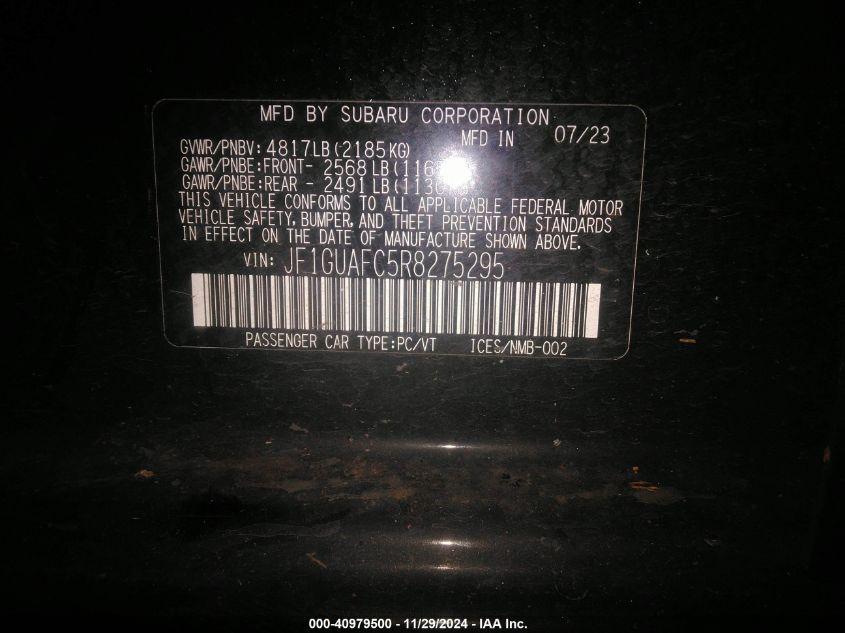 MFD BY SUBARU CORPORATION
MFD IN 07/23
GVWR/PNBV: 4817LB (2185KG)
GAWR/PNBE:FRONT- 2568 LB
GAWR/PNBE:REAR - 2491 LB
THIS VEHICLE CONFORMS TO ALL APPLICABLE FEDERAL MOTOR
VEHICLE SAFETY, BUMPER, AND THEFT PREVENTION STANDARDS
IN EFFECT ON THE DATE OF MANUFACTURE SHOWN ABOVE.
VIN: JF1GUAFC5R8275295
PASSENGER CAR TYPE:PC/VT ICES/NMB-002
000-40979500 - 11/29/2024 - IAA Inc.